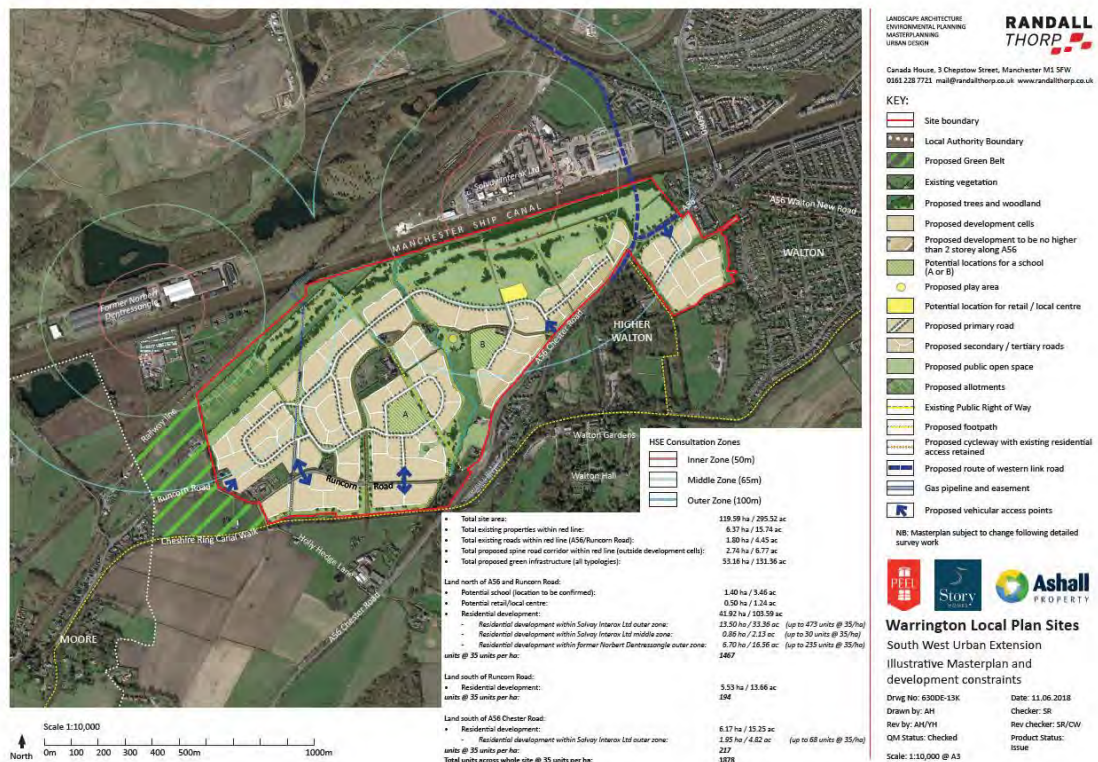 LANDSCAPE ARCHITECTURE
ENVIRONMENTAL PLANNING
MASTERPLANNING
URBAN DESIGN
RANDALL
THORP
Canada House, 3 Chepstow Street, Manchester M1 5FW
0161 228 7721 mail@randallthorp.co.uk www.randallthorp.co.uk
KEY:
Site boundary
Local Authority Boundary
Proposed Green Belt
Existing vegetation
Proposed trees and woodland
Proposed development cells
Proposed development to be no higher
than 2 storey along A56
Potential locations for a school
(A or B)
Proposed play area
Potential location for retail / local centre
Proposed primary road
Proposed secondary / tertiary roads
Proposed public open space
Proposed allotments
Existing Public Right of Way
Proposed footpath
Proposed cycleway with existing residential
access retained
Proposed route of western link road
Gas pipeline and easement
Proposed vehicular access points
NB: Masterplan subject to change following detailed
survey work
PEEL
Story
HOMES
Ashall
PROPERTY
Warrington Local Plan Sites
South West Urban Extension
Illustrative Masterplan and
development constraints
Drwg No: 630DE-13K
Date: 11.06.2018
Drawn by: AH
Checker: SR
Rev by: AH/YH
Rev checker: SR/CW
QM Status: Checked
Product Status:
Issue
Scale: 1:10,000 @ A3
Solvay Interox Ltd
MANCHESTER SHIP CANAL
A56
A56 Walton New Road
WALTON
Former Norbert
Dentressangle
HIGHER
WALTON
A56 Chester Road
B
A
Walton Gardens
Walton Hall
Railway line
Runcorn Road
Runcorn Road
Cheshire Ring Canal Walk
Holly Hedge Lane
A56 Chester Road
MOORE
HSE Consultation Zones
Inner Zone (50m)
Middle Zone (65m)
Outer Zone (100m)
• Total site area: 119.59 ha / 295.52 ac
• Total existing properties within red line: 6.37 ha / 15.74 ac
• Total existing roads within red line (A56/Runcorn Road): 1.80 ha / 4.45 ac
• Total proposed spine road corridor within red line (outside development cells): 2.74 ha / 6.77 ac
• Total proposed green infrastructure (all typologies): 53.16 ha / 131.36 ac
Land north of A56 and Runcorn Road:
• Potential school (location to be confirmed): 1.40 ha / 3.46 ac
• Potential retail/local centre: 0.50 ha / 1.24 ac
• Residential development: 41.92 ha / 103.59 ac
- Residential development within Solvay Interox Ltd outer zone: 13.50 ha / 33.36 ac (up to 473 units @ 35/ha)
- Residential development within Solvay Interox Ltd middle zone: 0.86 ha / 2.13 ac (up to 30 units @ 35/ha)
- Residential development within former Norbert Dentressangle outer zone: 6.70 ha / 16.56 ac (up to 235 units @ 35/ha)
units @ 35 units per ha: 1467
Land south of Runcorn Road:
• Residential development: 5.53 ha / 13.66 ac
units @ 35 units per ha: 194
Land south of A56 Chester Road:
• Residential development: 6.17 ha / 15.25 ac
- Residential development within Solvay Interox Ltd outer zone: 1.95 ha / 4.82 ac (up to 68 units @ 35/ha)
units @ 35 units per ha: 217
Total units across whole site @ 35 units per ha: 1878
Scale 1:10,000
North
0m 100 200 300 400 500m 1000m